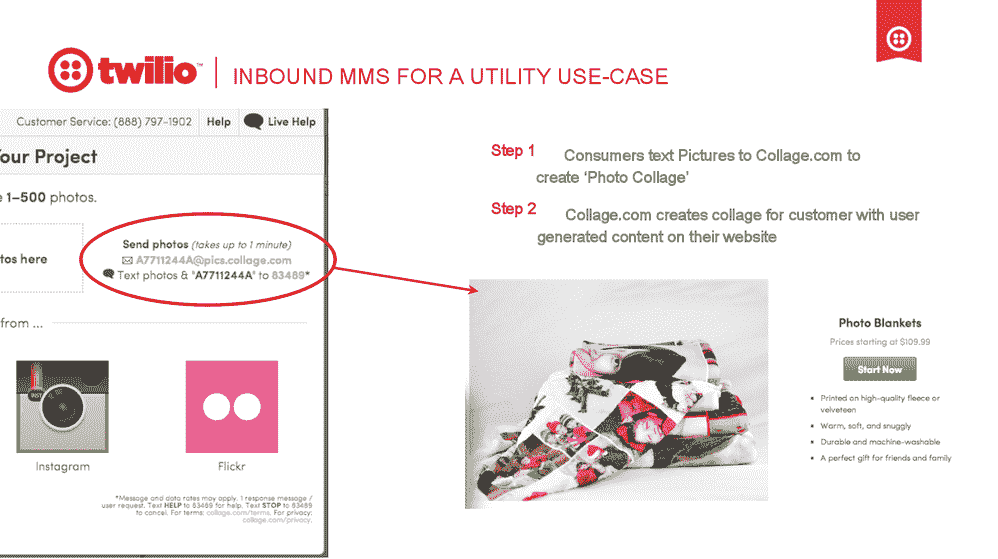 twilio™ | INBOUND MMS FOR A UTILITY USE-CASE
Customer Service: (888) 797-1902 Help Live Help
Your Project
1–500 photos.
Send photos (takes up to 1 minute)
A7711244A@pics.collage.com
Text photos & "A7711244A" to 83489*
tos here
from ...
INST
Instagram
Flickr
*Message and data rates may apply. 1 response message /
user request. Text HELP to 83489 for help. Text STOP to 83489
to cancel. For terms: collage.com/terms. For privacy:
collage.com/privacy.
Step 1 Consumers text Pictures to Collage.com to
create ‘Photo Collage’
Step 2 Collage.com creates collage for customer with user
generated content on their website
Photo Blankets
Prices starting at $109.99
Start Now
• Printed on high-quality fleece or
velveteen
• Warm, soft, and snuggly
• Durable and machine-washable
• A perfect gift for friends and family